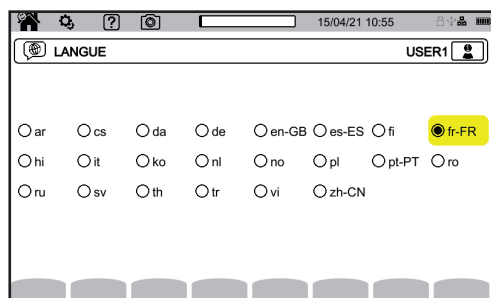 ? 15/04/21 10:55
LANGUE USER1
ar cs da de en-GB es-ES fi fr-FR
hi it ko nl no pl pt-PT ro
ru sv th tr vi zh-CN